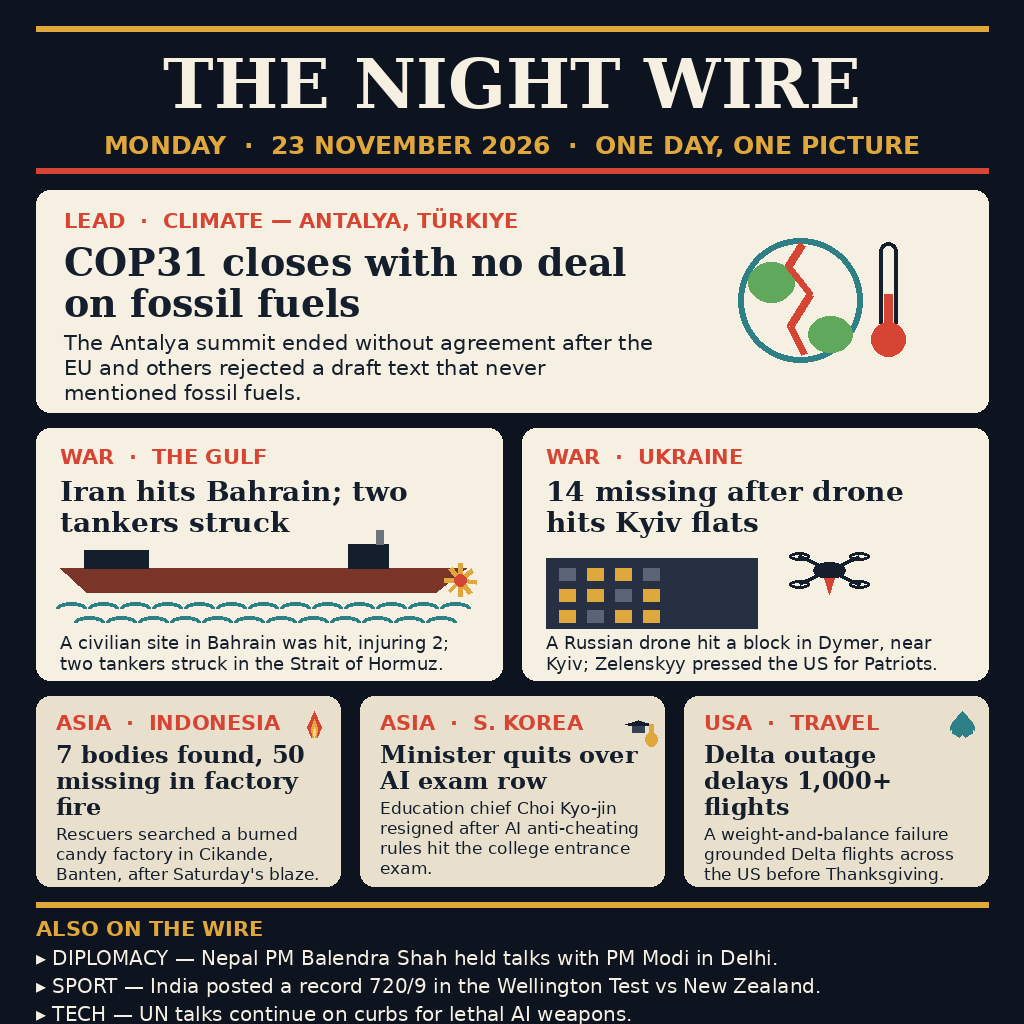 THE NIGHT WIRE
MONDAY · 23 NOVEMBER 2026 · ONE DAY, ONE PICTURE
LEAD · CLIMATE — ANTALYA, TÜRKIYE
COP31 closes with no deal
on fossil fuels
The Antalya summit ended without agreement after the
EU and others rejected a draft text that never
mentioned fossil fuels.
WAR · THE GULF
Iran hits Bahrain; two
tankers struck
A civilian site in Bahrain was hit, injuring 2;
two tankers struck in the Strait of Hormuz.
WAR · UKRAINE
14 missing after drone
hits Kyiv flats
A Russian drone hit a block in Dymer, near
Kyiv; Zelenskyy pressed the US for Patriots.
ASIA · INDONESIA
7 bodies found, 50
missing in factory
fire
Rescuers searched a burned
candy factory in Cikande,
Banten, after Saturday's blaze.
ASIA · S. KOREA
Minister quits over
AI exam row
Education chief Choi Kyo-jin
resigned after AI anti-cheating
rules hit the college entrance
exam.
USA · TRAVEL
Delta outage
delays 1,000+
flights
A weight-and-balance failure
grounded Delta flights across
the US before Thanksgiving.
ALSO ON THE WIRE
▸ DIPLOMACY — Nepal PM Balendra Shah held talks with PM Modi in Delhi.
▸ SPORT — India posted a record 720/9 in the Wellington Test vs New Zealand.
▸ TECH — UN talks continue on curbs for lethal AI weapons.